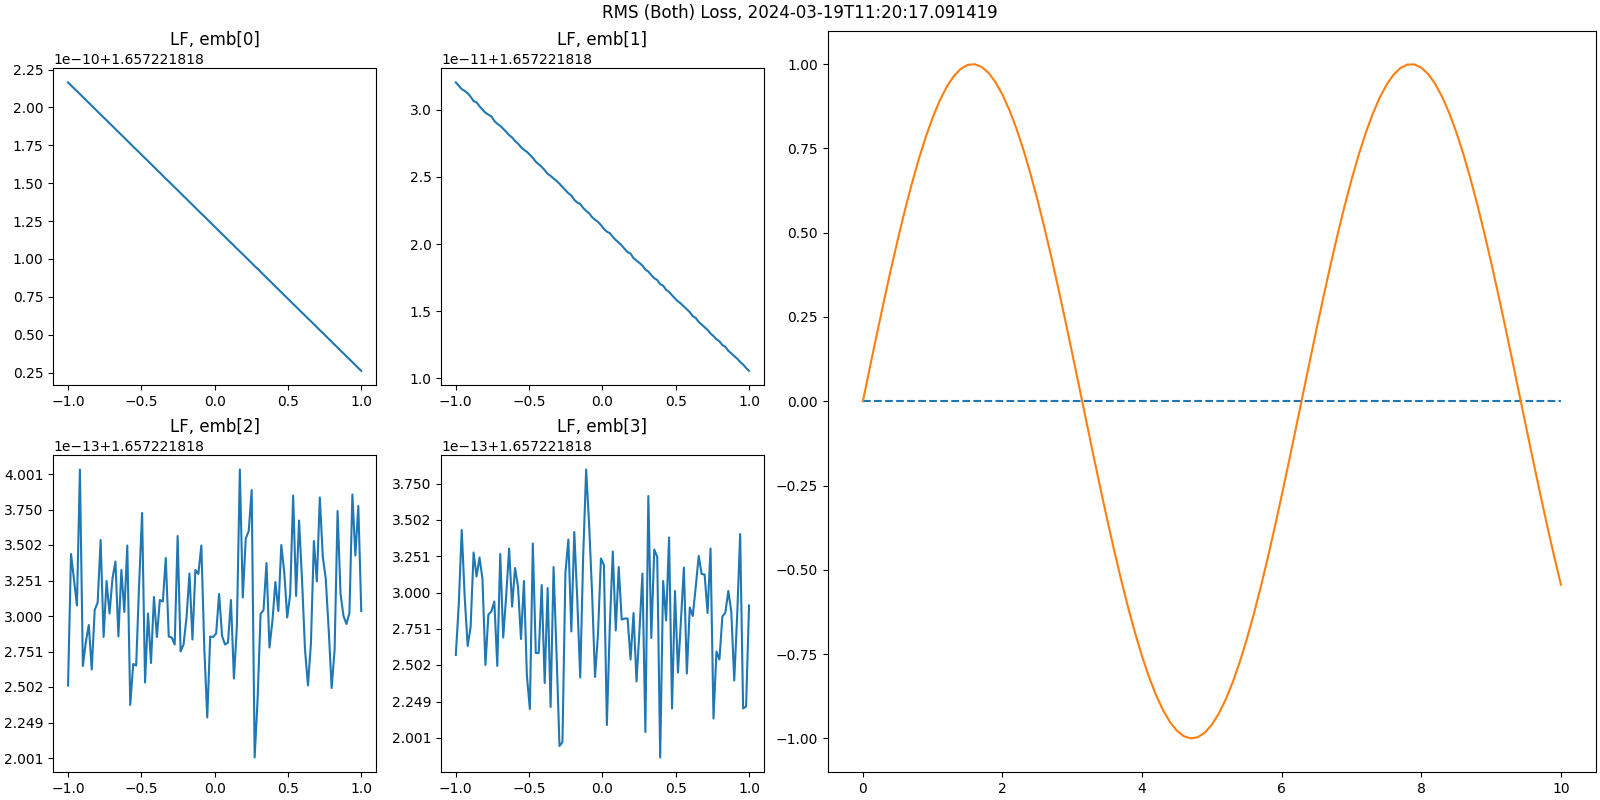 RMS (Both) Loss, 2024-03-19T11:20:17.091419
LF, emb[0]
1e−10+1.657221818
2.25
2.00
1.75
1.50
1.25
1.00
0.75
0.50
0.25
−1.0 −0.5 0.0 0.5 1.0
LF, emb[1]
1e−11+1.657221818
3.0
2.5
2.0
1.5
1.0
−1.0 −0.5 0.0 0.5 1.0
LF, emb[2]
1e−13+1.657221818
4.001
3.750
3.502
3.251
3.000
2.751
2.502
2.249
2.001
−1.0 −0.5 0.0 0.5 1.0
LF, emb[3]
1e−13+1.657221818
3.750
3.502
3.251
3.000
2.751
2.502
2.249
2.001
−1.0 −0.5 0.0 0.5 1.0
1.00
0.75
0.50
0.25
0.00
−0.25
−0.50
−0.75
−1.00
0 2 4 6 8 10